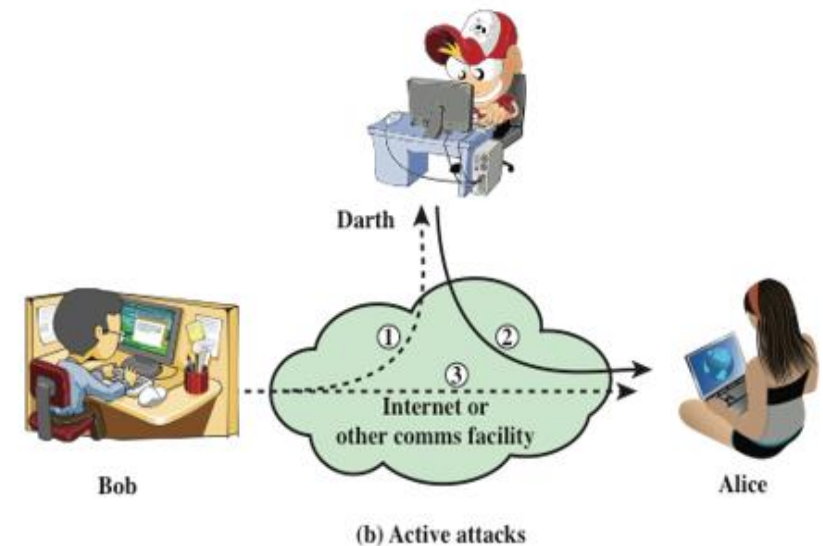 Darth
①
②
③
Internet or
other comms facility
Bob
Alice
(b) Active attacks